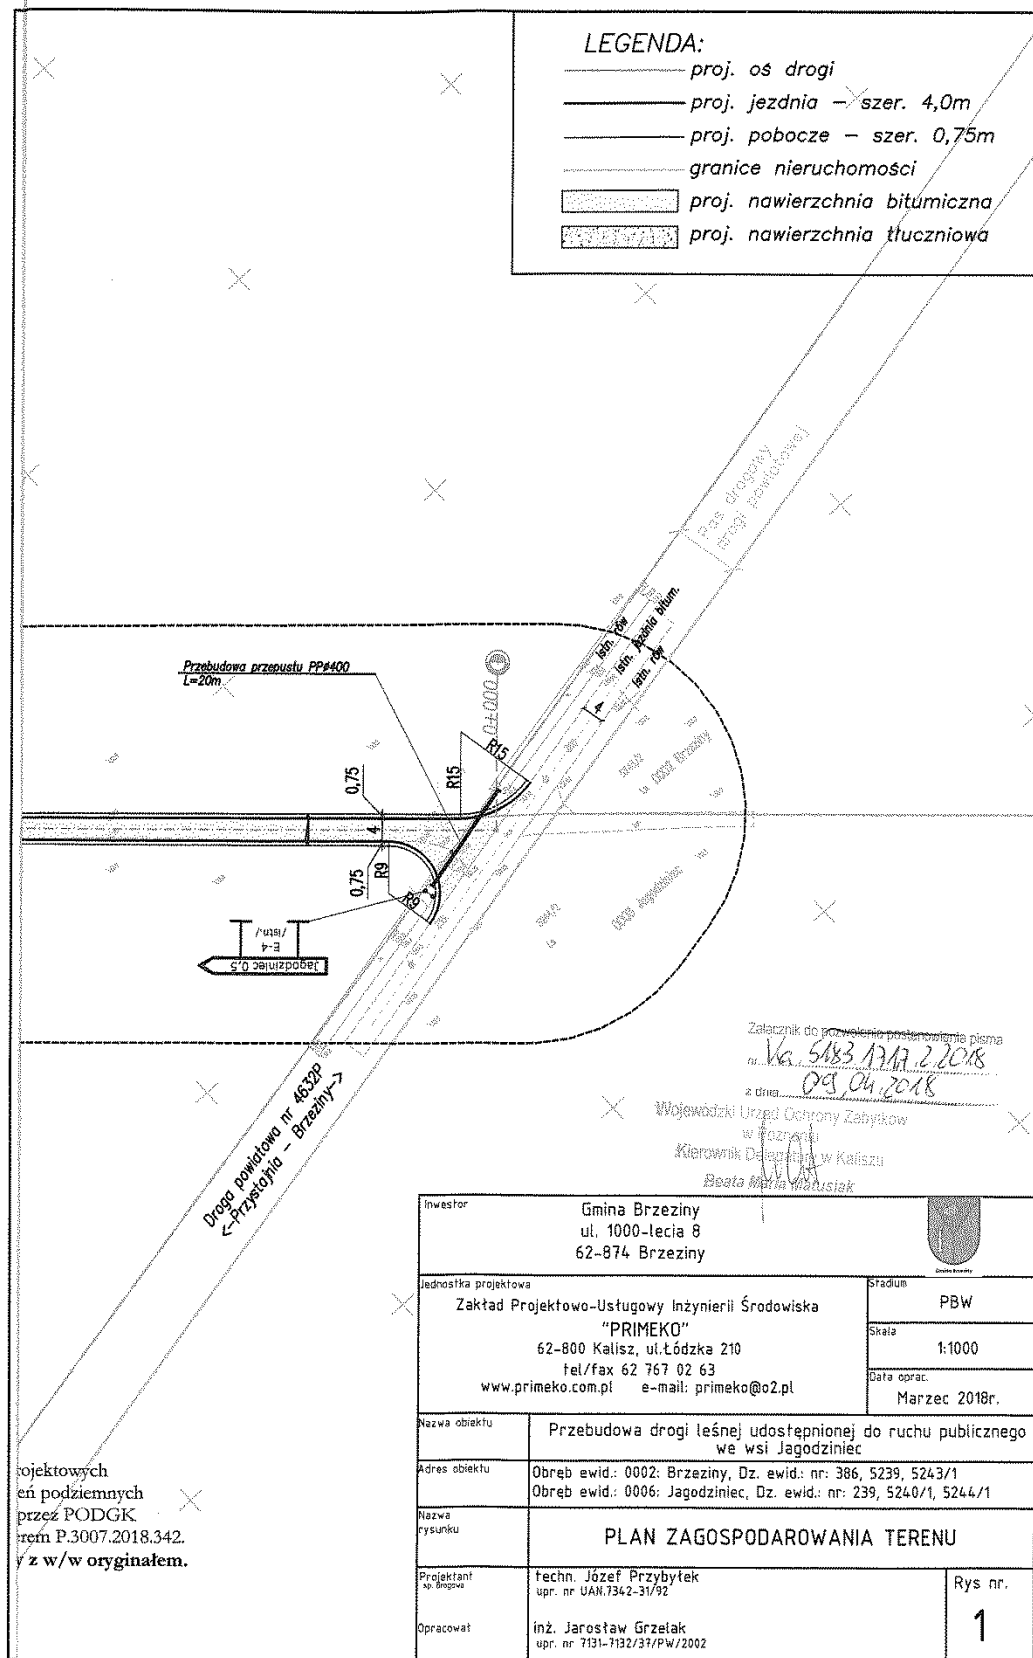 LEGENDA:
proj. oś drogi
proj. jezdnia – szer. 4,0m
proj. pobocze – szer. 0,75m
granice nieruchomości
proj. nawierzchnia bitumiczna
proj. nawierzchnia tłuczniowa
Pas drogowy
drogi powiatowej
istn. rów
istn. jezdnia bitum.
istn. rów
4
Przebudowa przepustu PPø400
L=20m
0+000
R15
R15
0,75
4
0,75
R9
R9
0002 Brzeziny
0006 Jagodziniec
/istn./
E-4
Jagodziniec 0,5
Droga powiatowa nr 4632P
<-Przystajnia – Brzeziny->
Załącznik do pozwolenia postanowienia pisma
nr Ka. 5183.1717.2.2018
z dnia 09.04.2018
Wojewódzki Urząd Ochrony Zabytków
w Poznaniu
Kierownik Delegatury w Kaliszu
Beata Maria Matusiak
Inwestor
Gmina Brzeziny
ul. 1000-lecia 8
62-874 Brzeziny
Gmina Brzeziny
Jednostka projektowa
Zakład Projektowo-Usługowy Inżynierii Środowiska
"PRIMEKO"
62-800 Kalisz, ul.Łódzka 210
tel/fax 62 767 02 63
www.primeko.com.pl e-mail: primeko@o2.pl
Stadium
PBW
Skala
1:1000
Data oprac.
Marzec 2018r.
Nazwa obiektu
Przebudowa drogi leśnej udostępnionej do ruchu publicznego
we wsi Jagodziniec
Adres obiektu
Obręb ewid.: 0002: Brzeziny, Dz. ewid.: nr: 386, 5239, 5243/1
Obręb ewid.: 0006: Jagodziniec, Dz. ewid.: nr: 239, 5240/1, 5244/1
Nazwa
rysunku
PLAN ZAGOSPODAROWANIA TERENU
Projektant
sp. Drogowa
techn. Józef Przybyłek
upr. nr UAN.7342-31/92
Opracował
inż. Jarosław Grzelak
upr. nr 7131-7132/37/PW/2002
Rys nr.
1
ojektowych
eń podziemnych
przez PODGK
rem P.3007.2018.342.
y z w/w oryginałem.